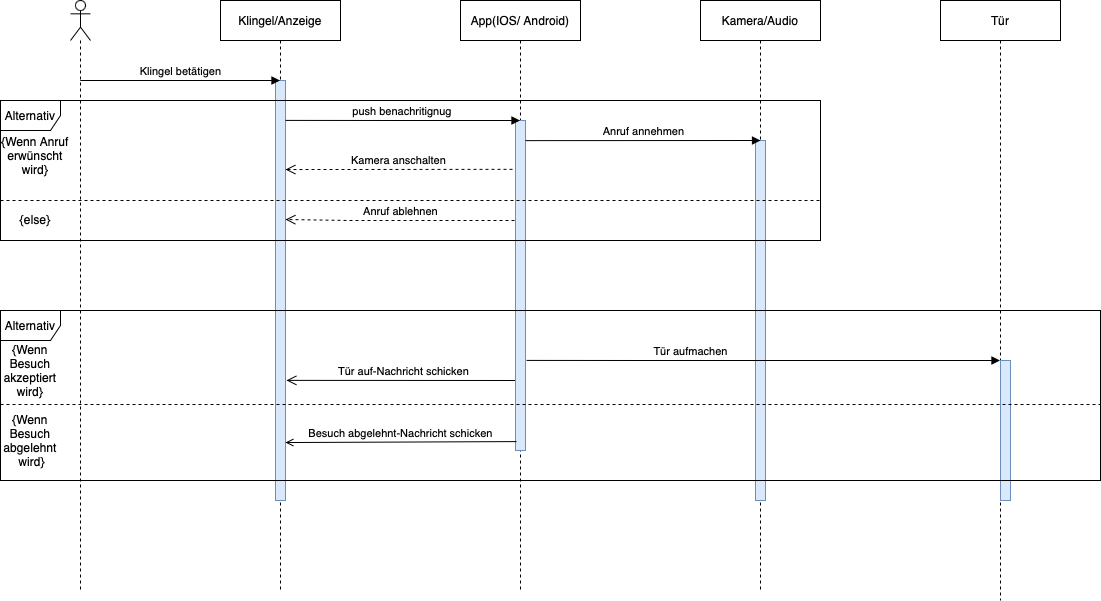 Klingel/Anzeige
App(IOS/ Android)
Kamera/Audio
Tür
Klingel betätigen
Alternativ
push benachritignug
{Wenn Anruf
erwünscht
wird}
Anruf annehmen
Kamera anschalten
{else}
Anruf ablehnen
Alternativ
{Wenn
Besuch
akzeptiert
wird}
Tür aufmachen
Tür auf-Nachricht schicken
{Wenn
Besuch
abgelehnt
wird}
Besuch abgelehnt-Nachricht schicken